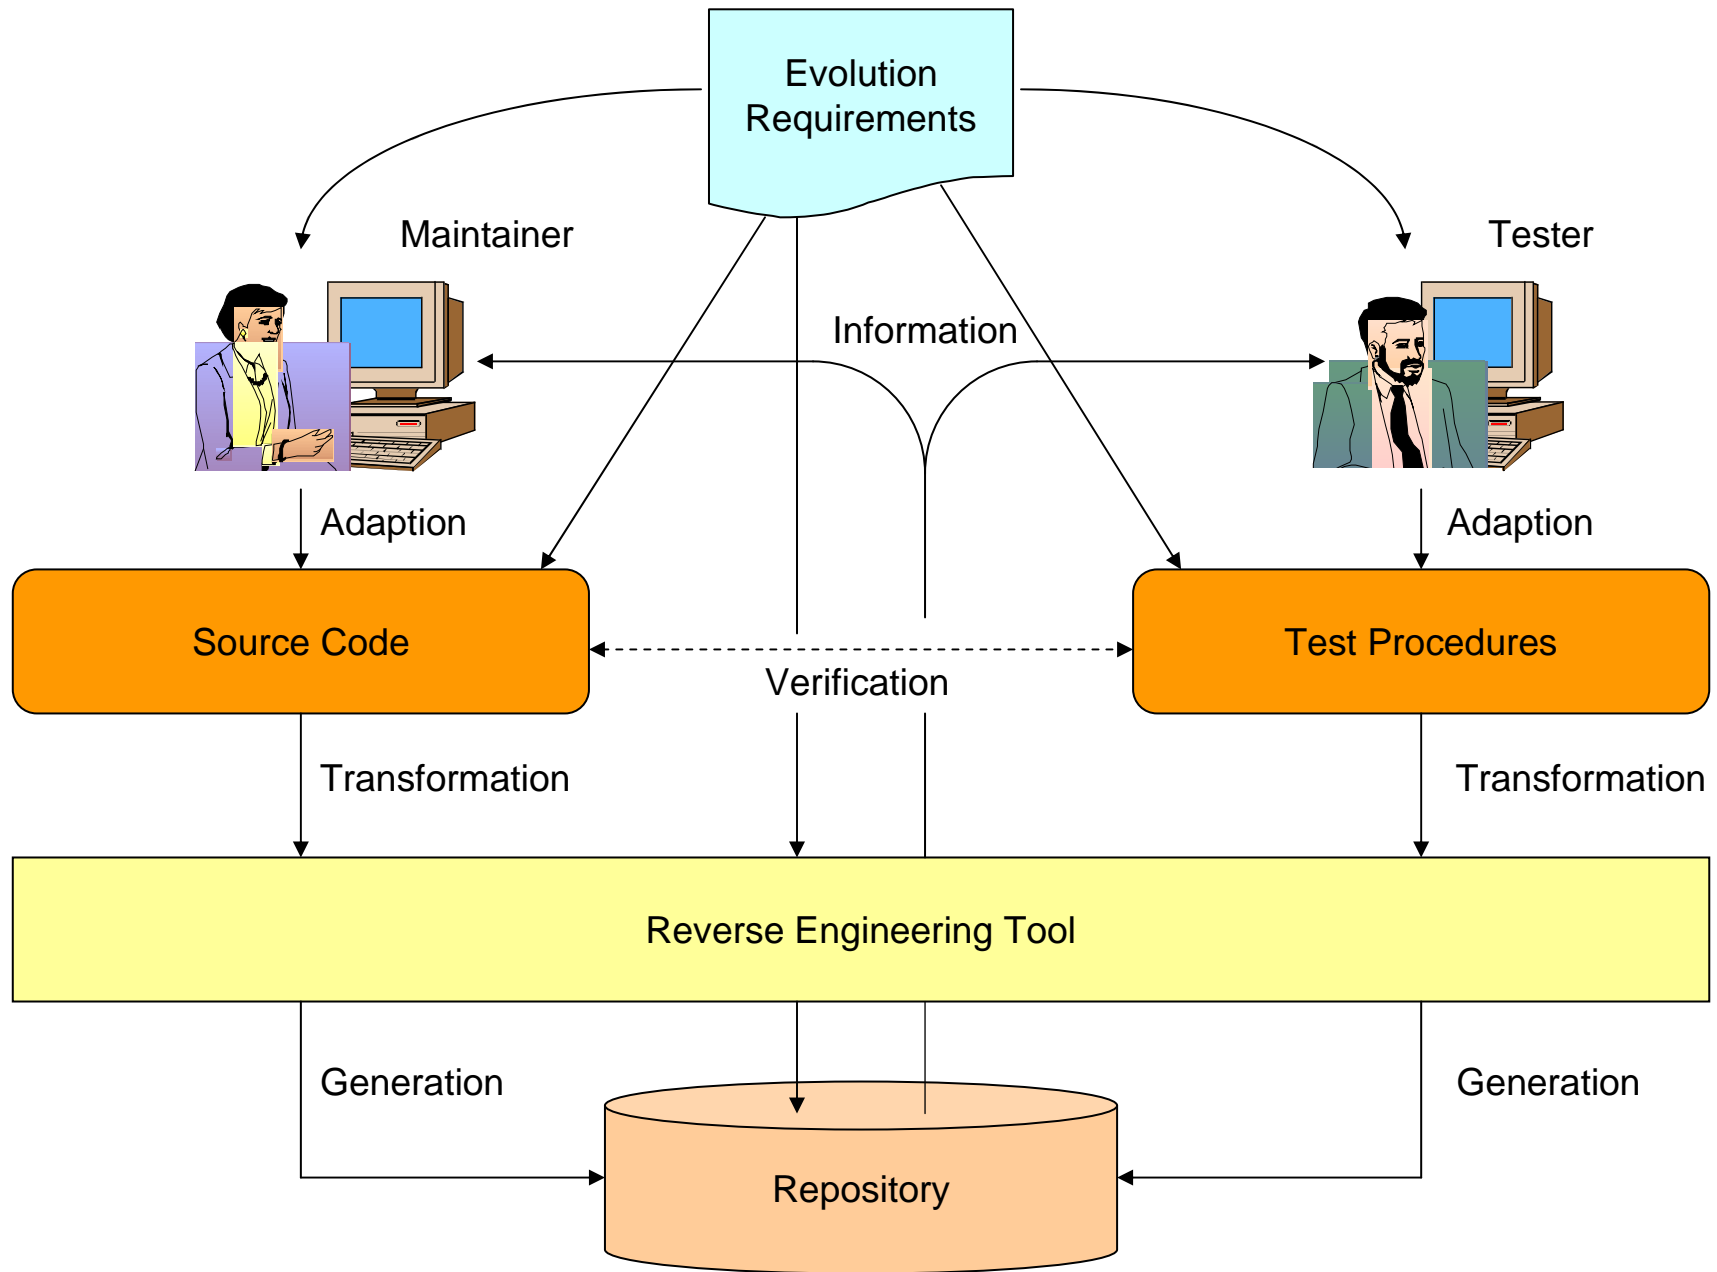 Evolution
Requirements
Maintainer
Tester
Information
Adaption
Adaption
Source Code
Test Procedures
Verification
Transformation
Transformation
Reverse Engineering Tool
Generation
Generation
Repository